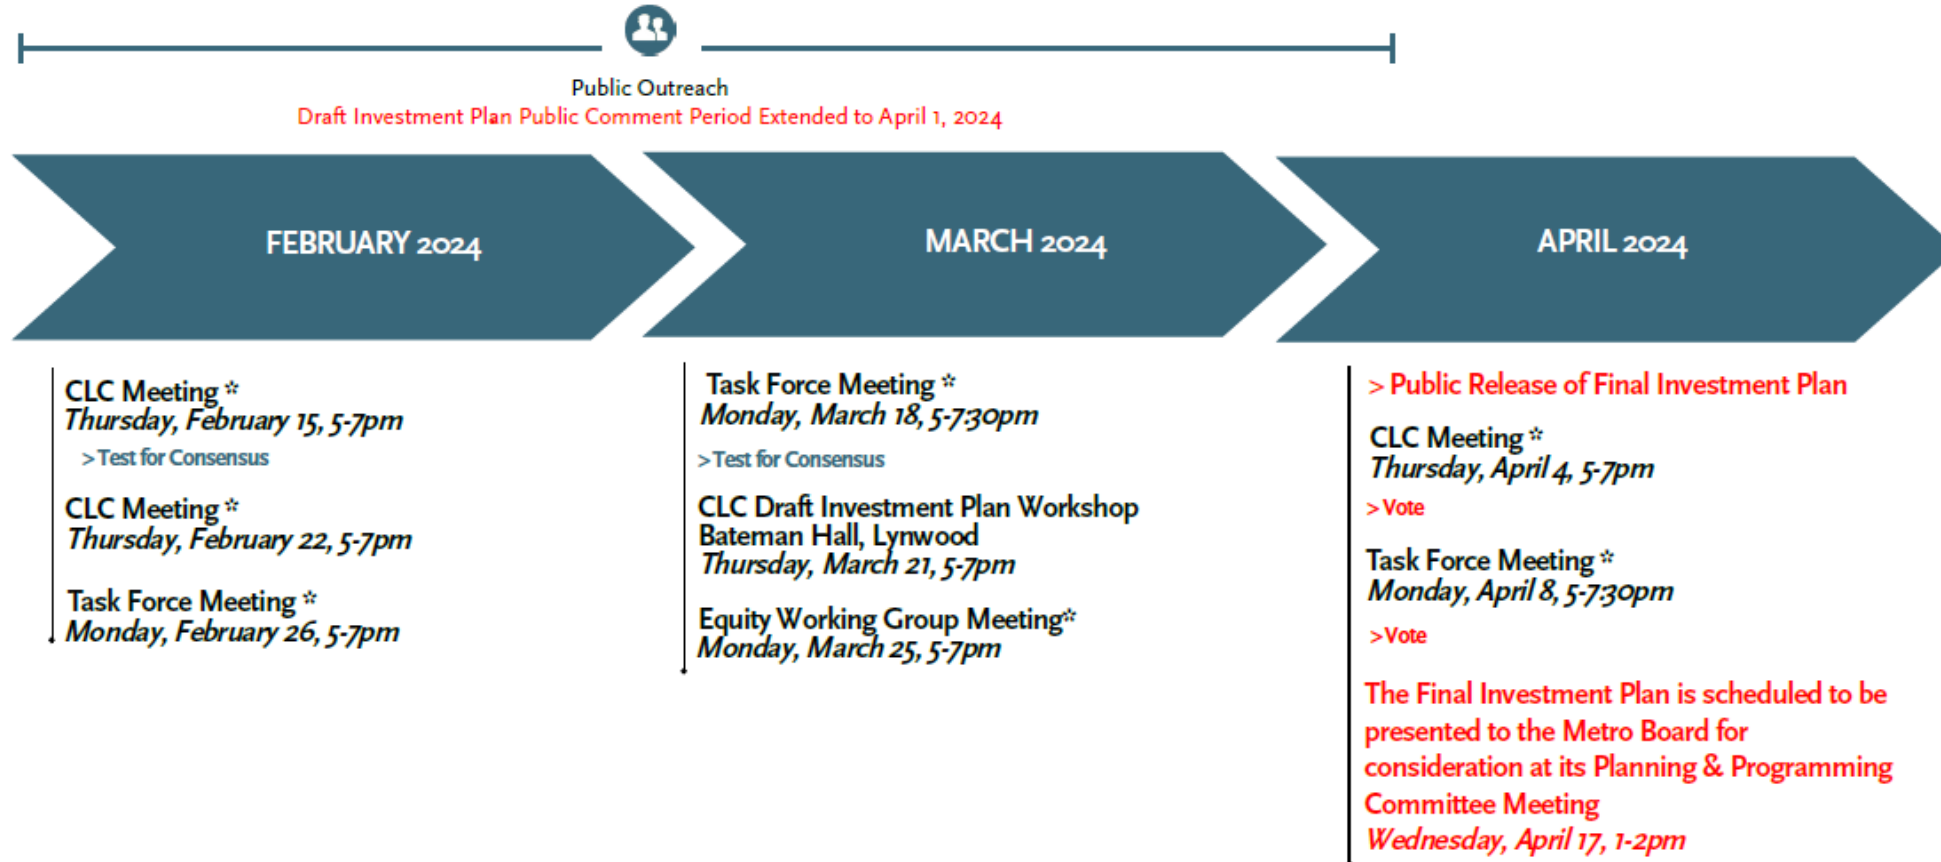 Public Outreach
Draft Investment Plan Public Comment Period Extended to April 1, 2024
FEBRUARY 2024
MARCH 2024
APRIL 2024
CLC Meeting *
Thursday, February 15, 5-7pm
> Test for Consensus
CLC Meeting *
Thursday, February 22, 5-7pm
Task Force Meeting *
Monday, February 26, 5-7pm
Task Force Meeting *
Monday, March 18, 5-7:30pm
> Test for Consensus
CLC Draft Investment Plan Workshop
Bateman Hall, Lynwood
Thursday, March 21, 5-7pm
Equity Working Group Meeting*
Monday, March 25, 5-7pm
> Public Release of Final Investment Plan
CLC Meeting *
Thursday, April 4, 5-7pm
> Vote
Task Force Meeting *
Monday, April 8, 5-7:30pm
> Vote
The Final Investment Plan is scheduled to be
presented to the Metro Board for
consideration at its Planning & Programming
Committee Meeting
Wednesday, April 17, 1-2pm